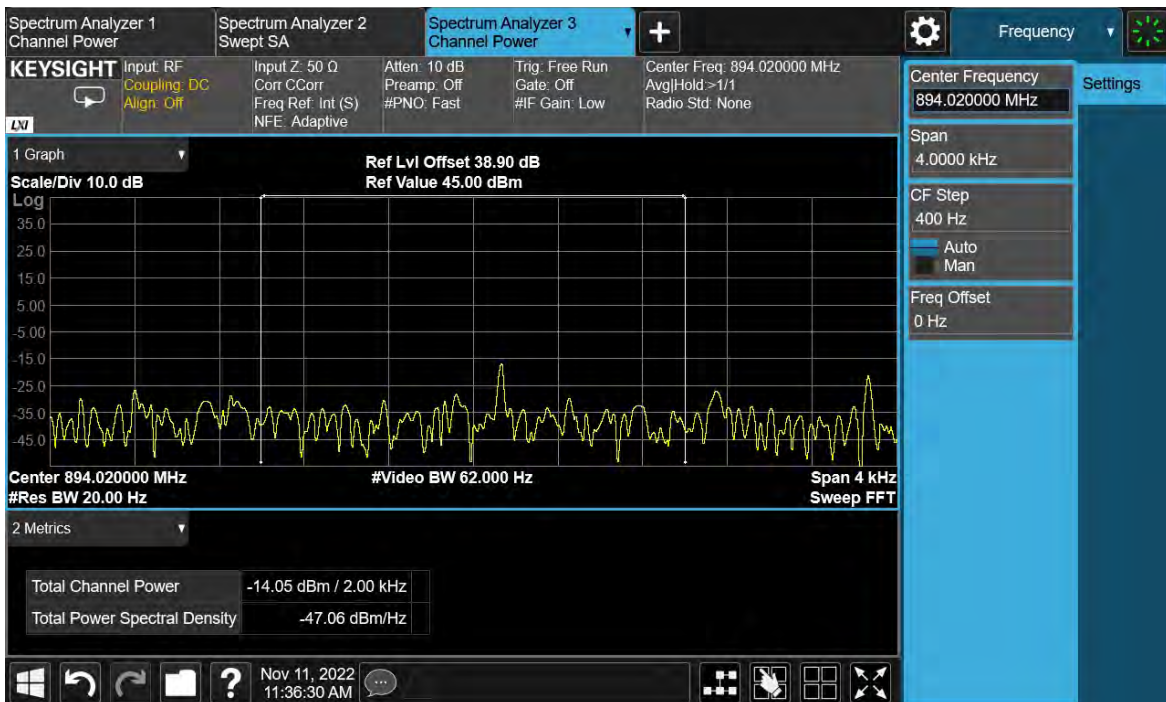 Spectrum Analyzer 1
Channel Power
Spectrum Analyzer 2
Swept SA
Spectrum Analyzer 3
Channel Power
Frequency
KEYSIGHT
LXI
Input: RF
Coupling: DC
Align: Off
Input Z: 50 Ω
Corr CCorr
Freq Ref: Int (S)
NFE: Adaptive
Atten: 10 dB
Preamp: Off
#PNO: Fast
Trig: Free Run
Gate: Off
#IF Gain: Low
Center Freq: 894.020000 MHz
Avg|Hold:>1/1
Radio Std: None
Center Frequency
894.020000 MHz
Settings
Span
4.0000 kHz
CF Step
400 Hz
Auto
Man
Freq Offset
0 Hz
1 Graph
Scale/Div 10.0 dB
Ref Lvl Offset 38.90 dB
Ref Value 45.00 dBm
Log
35.0
25.0
15.0
5.00
-5.00
-15.0
-25.0
-35.0
-45.0
Center 894.020000 MHz
#Video BW 62.000 Hz
Span 4 kHz
#Res BW 20.00 Hz
Sweep FFT
2 Metrics
Total Channel Power -14.05 dBm / 2.00 kHz
Total Power Spectral Density -47.06 dBm/Hz
?
Nov 11, 2022
11:36:30 AM